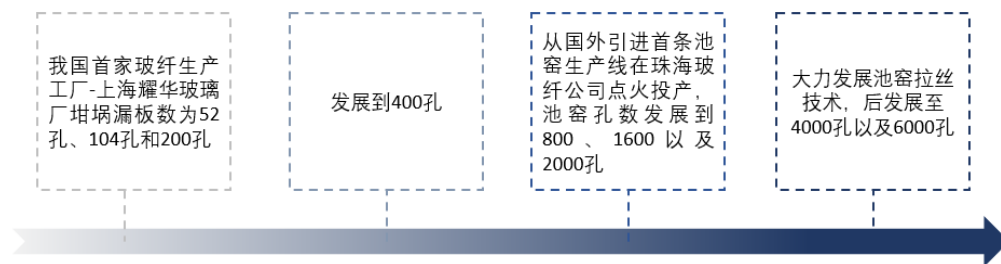 我国首家玻纤生产
工厂-上海耀华玻璃
厂坩埚漏板数为52
孔、104孔和200孔
发展到400孔
从国外引进首条池
窑生产线在珠海玻
纤公司点火投产，
池窑孔数发展到
800、1600以及
2000孔
大力发展池窑拉丝
技术，后发展至
4000孔以及6000孔